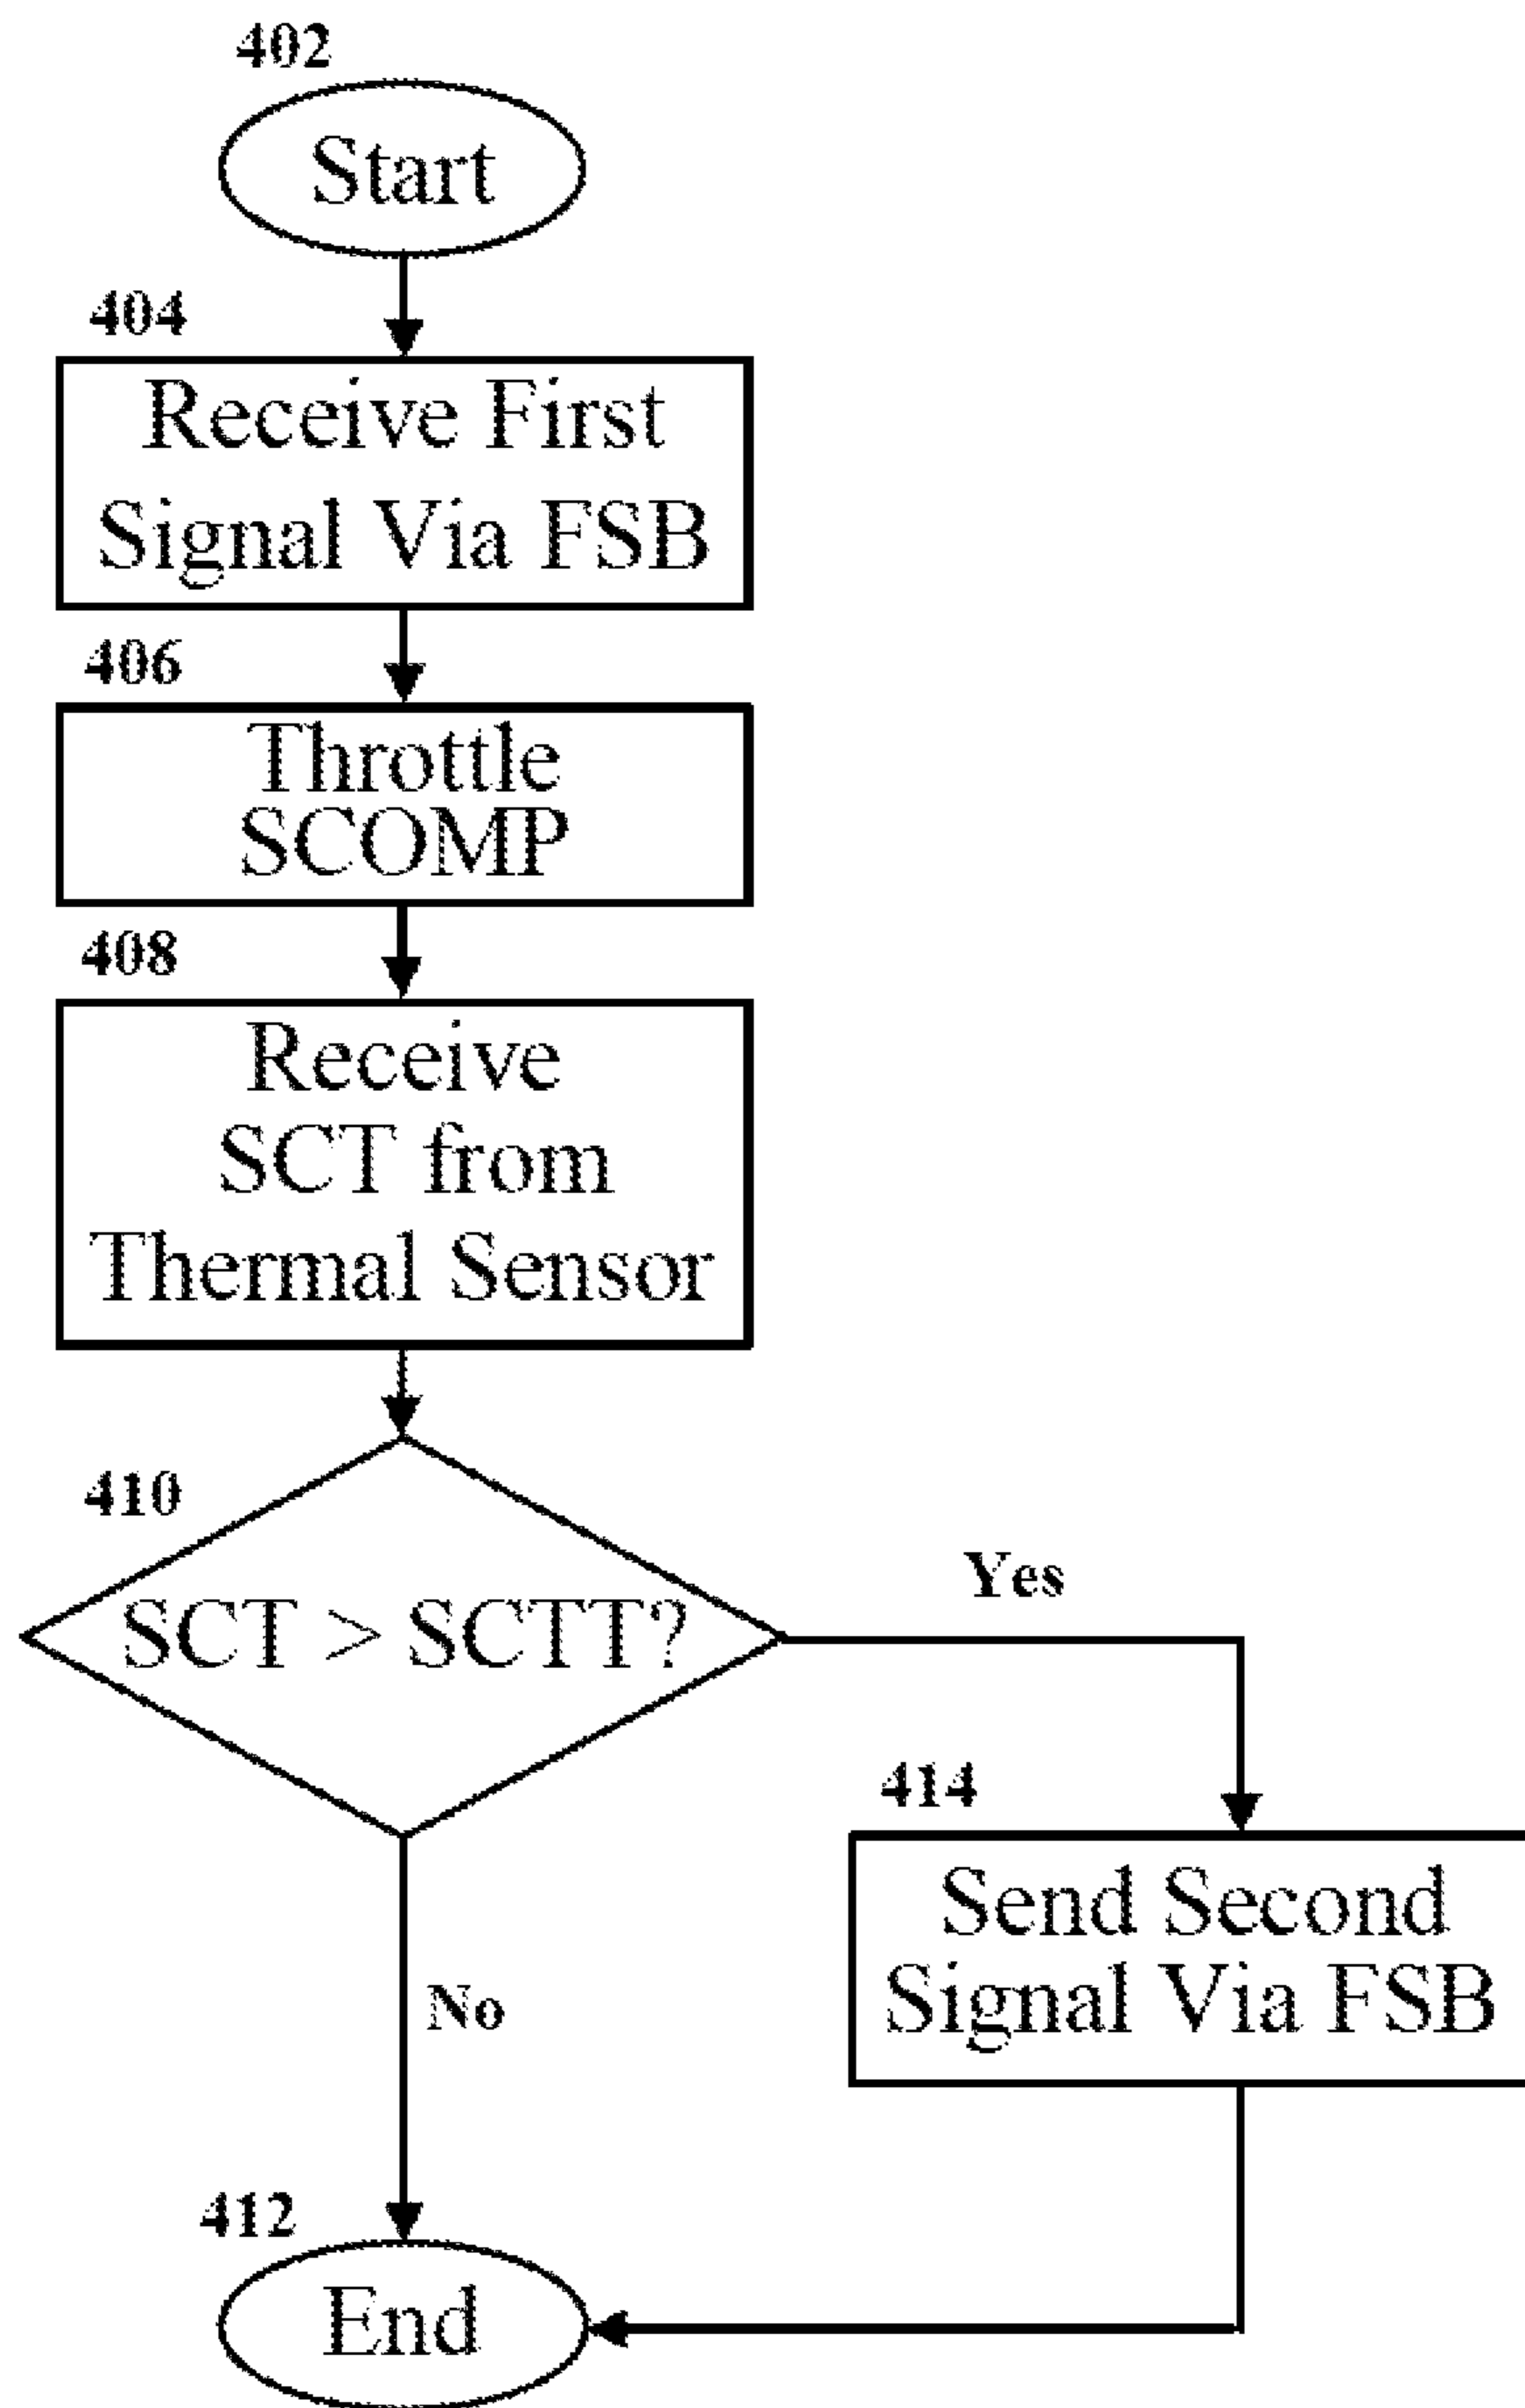 402
Start
404
Receive First
Signal Via FSB
406
Throttle
SCOMP
408
Receive
SCT from
Thermal Sensor
410
SCT > SCTT?
Yes
414
Send Second
Signal Via FSB
No
412
End